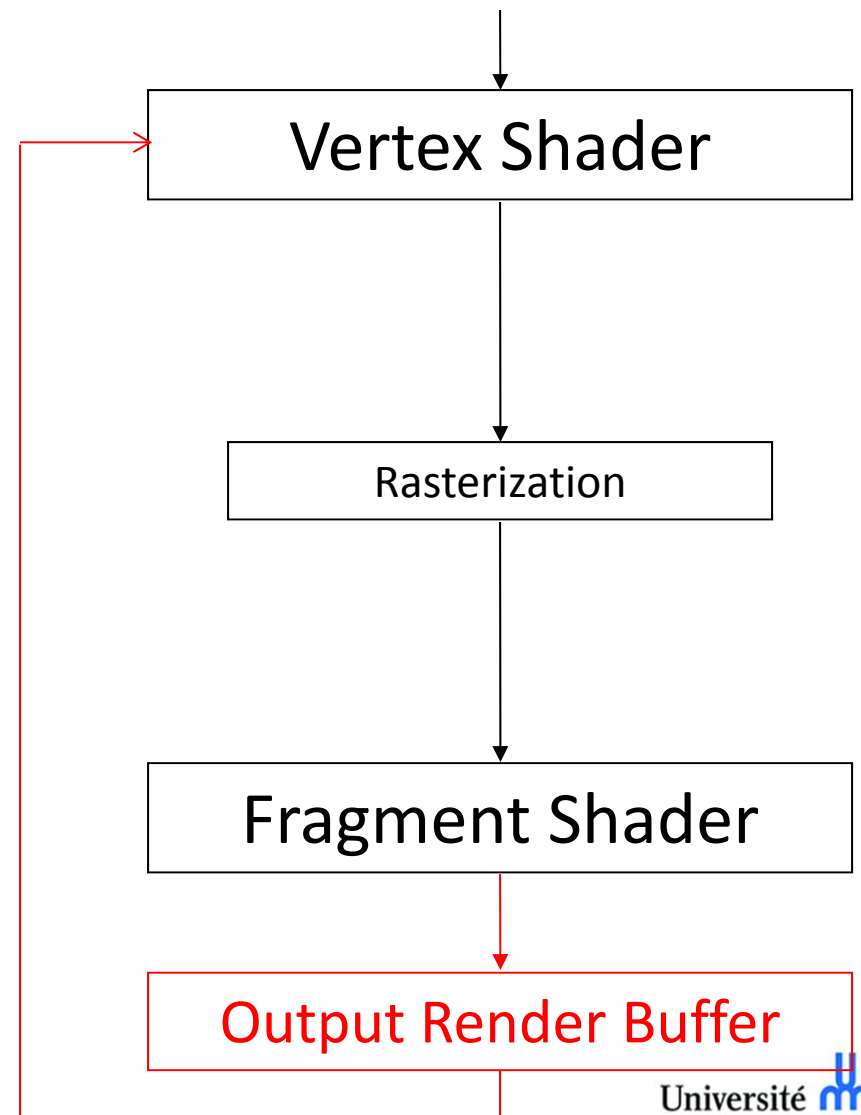 Vertex Shader
Rasterization
Fragment Shader
Output Render Buffer
Université